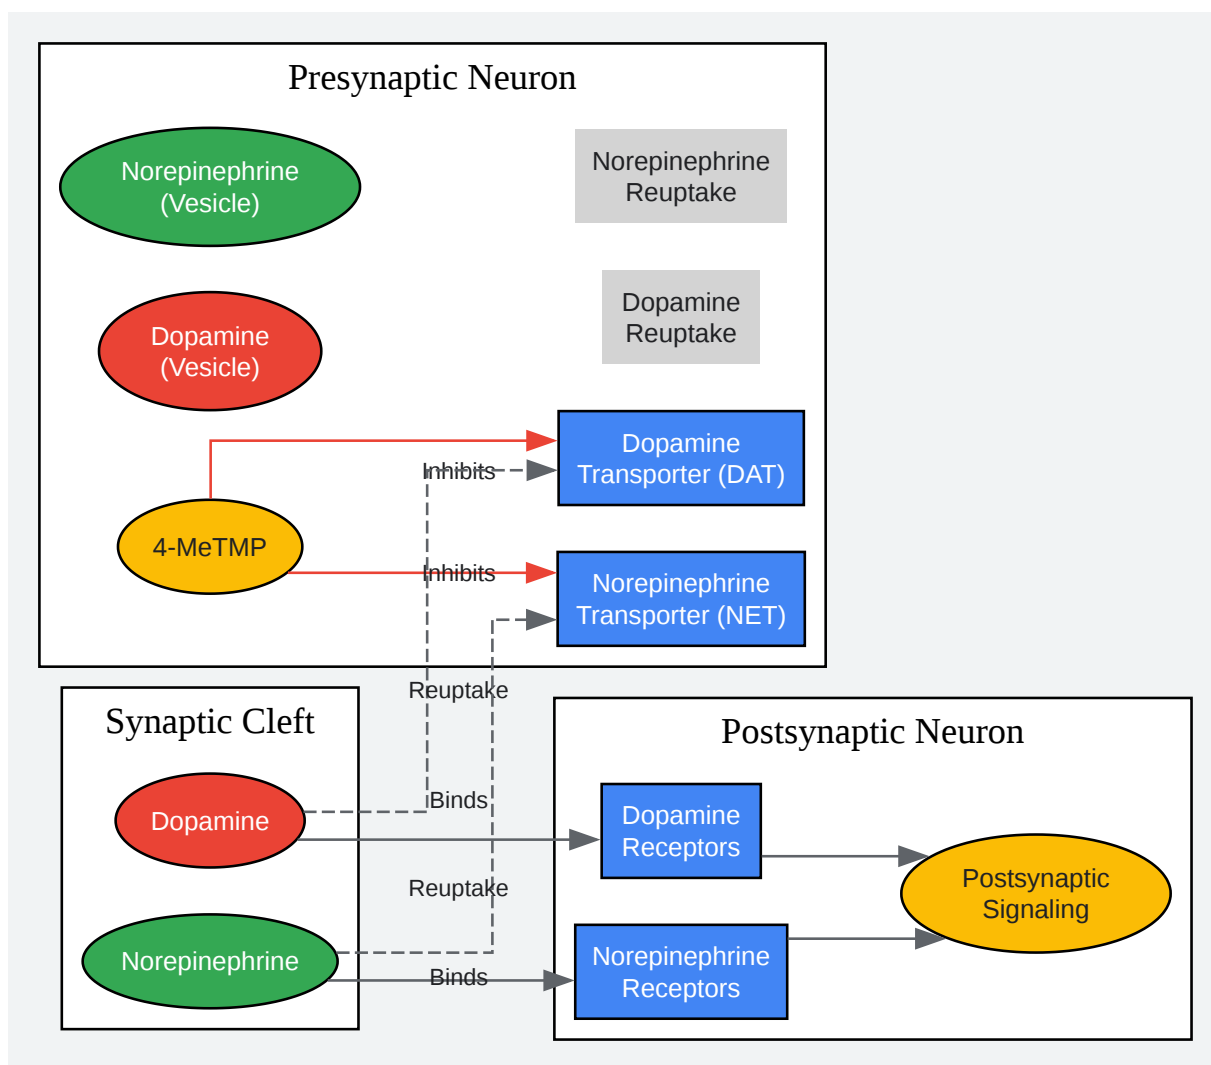 Presynaptic Neuron
Norepinephrine
(Vesicle)
Norepinephrine
Reuptake
Dopamine
(Vesicle)
Dopamine
Reuptake
Dopamine
Transporter (DAT)
Inhibits
4-MeTMP
Inhibits
Norepinephrine
Transporter (NET)
Reuptake
Synaptic Cleft
Dopamine
Binds
Reuptake
Norepinephrine
Binds
Postsynaptic Neuron
Dopamine
Receptors
Norepinephrine
Receptors
Postsynaptic
Signaling